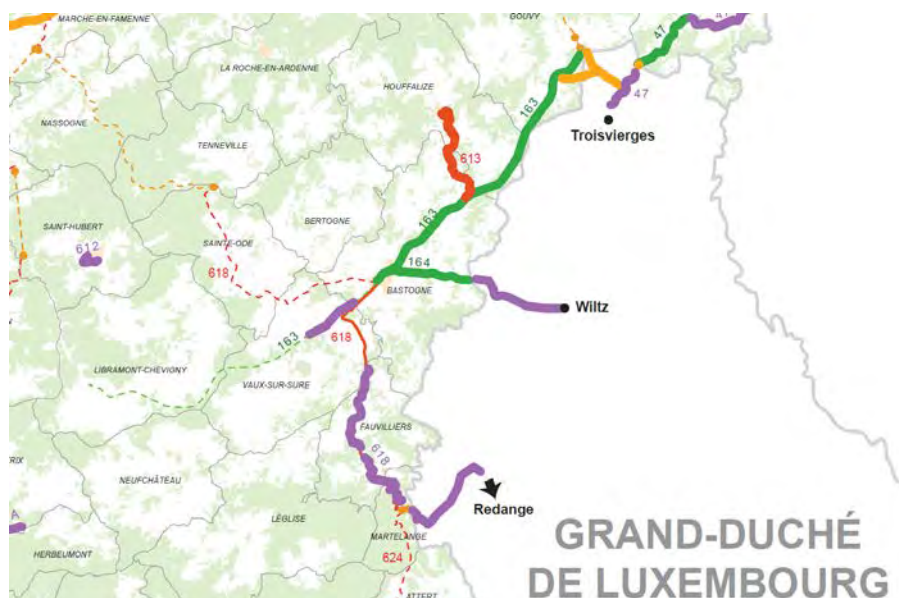 MARCHE-EN-FAMENNE
GOUVY
47
LA ROCHE-EN-ARDENNE
HOUFFALIZE
163
47
NASSOGNE
Troisvierges
TENNEVILLE
613
BERTOGNE
163
SAINT-HUBERT
612
SAINTE-ODE
618
164
BASTOGNE
Wiltz
163
618
LIBRAMONT-CHEVIGNY
VAUX-SUR-SURE
FAUVILLIERS
618
NEUFCHÂTEAU
Redange
LÉGLISE
MARTELANGE
GRAND-DUCHÉ
DE LUXEMBOURG
HERBEUMONT
624
ATTERT